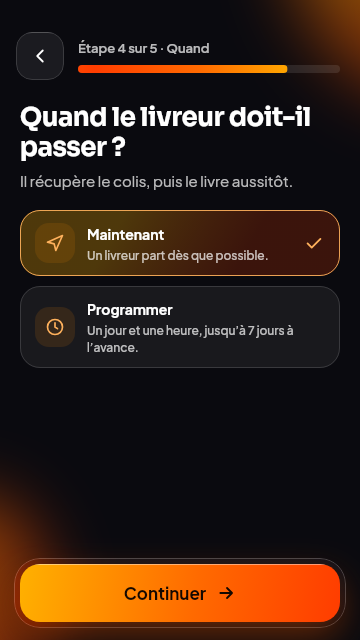 Étape 4 sur 5 · Quand
Quand le livreur doit-il
passer ?
Il récupère le colis, puis le livre aussitôt.
Maintenant
Un livreur part dès que possible.
Programmer
Un jour et une heure, jusqu'à 7 jours à
l'avance.
Continuer